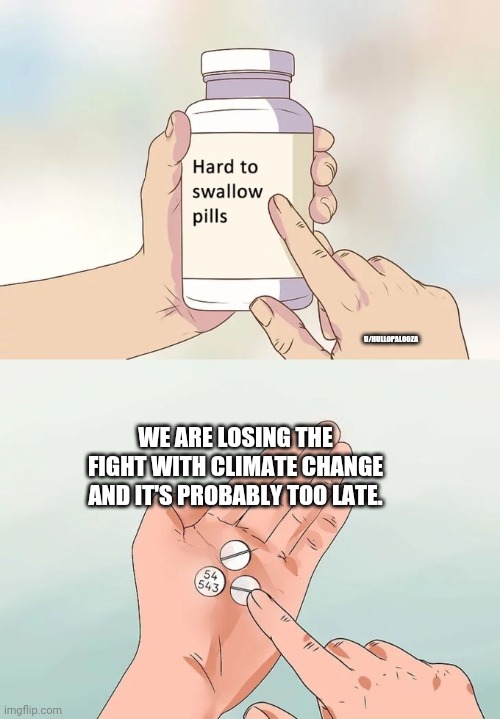 Hard to
swallow
pills
U/HULLOPALOOZA
WE ARE LOSING THE
FIGHT WITH CLIMATE CHANGE
AND IT'S PROBABLY TOO LATE.
54
543
imgflip.com